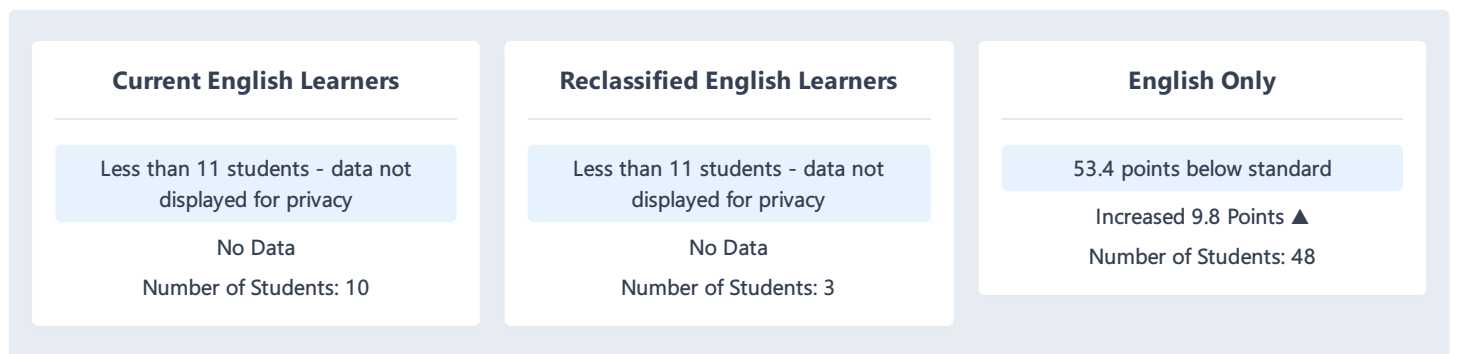 Current English Learners
Less than 11 students - data not
displayed for privacy
No Data
Number of Students: 10
Reclassified English Learners
Less than 11 students - data not
displayed for privacy
No Data
Number of Students: 3
English Only
53.4 points below standard
Increased 9.8 Points ▲
Number of Students: 48